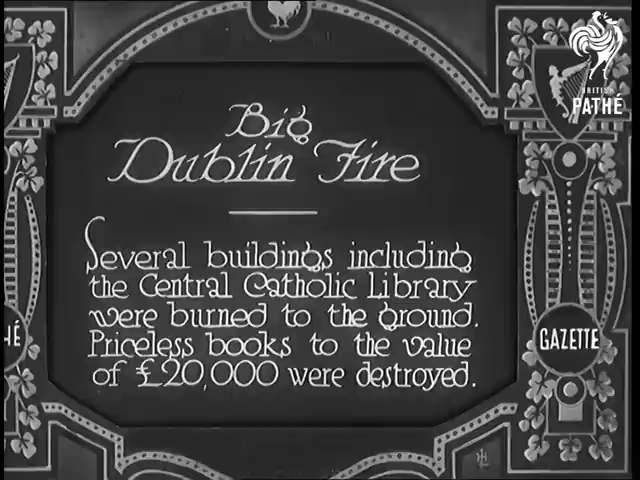 Big
Dublin Fire
Several buildings including
the Central Catholic Library
were burned to the ground.
Priceless books to the value
of £20,000 were destroyed.
BRITISH
PATHÉ
HÉ
GAZETTE